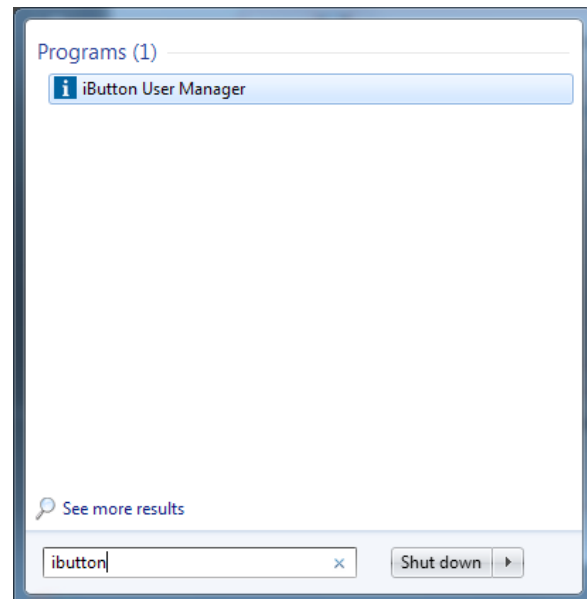 Programs (1)
iButton User Manager
See more results
ibutton
Shut down